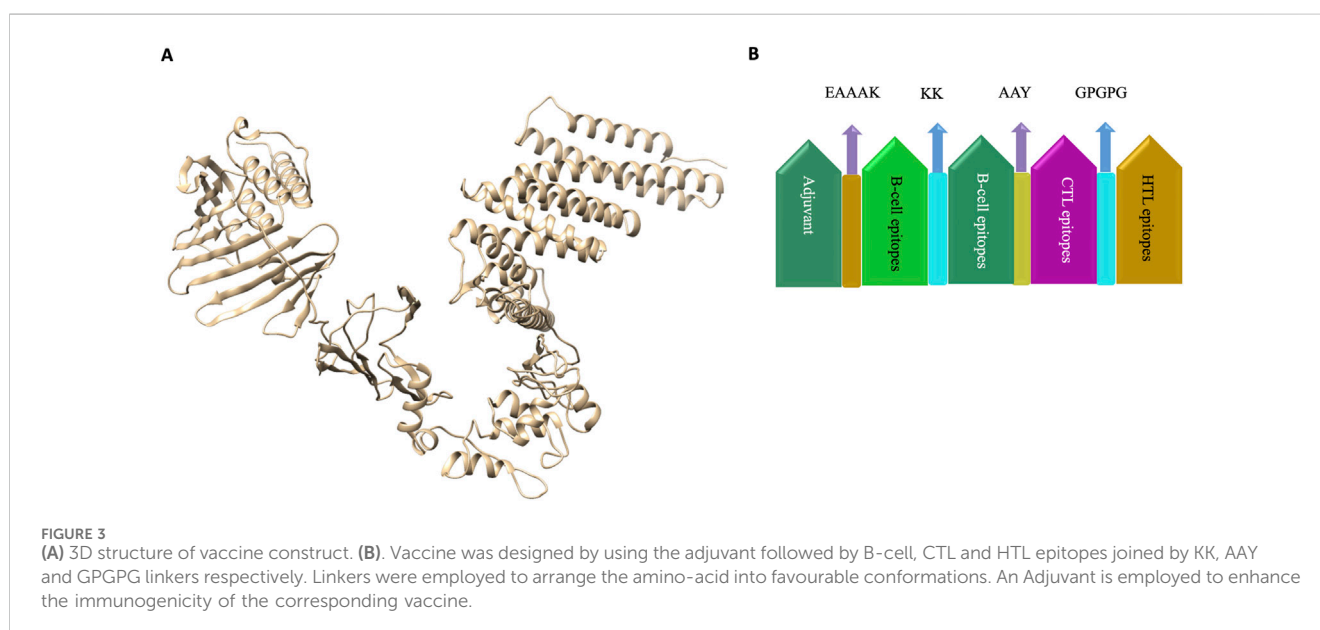 A
B
EAAAK KK AAY GPGPG
Adjuvant
B-cell epitopes
B-cell epitopes
CTL epitopes
HTL epitopes
FIGURE 3
(A) 3D structure of vaccine construct. (B). Vaccine was designed by using the adjuvant followed by B-cell, CTL and HTL epitopes joined by KK, AAY
and GPGPG linkers respectively. Linkers were employed to arrange the amino-acid into favourable conformations. An Adjuvant is employed to enhance
the immunogenicity of the corresponding vaccine.